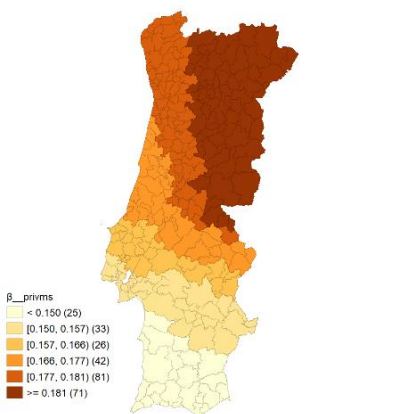 β__privms
< 0.150 (25)
[0.150, 0.157) (33)
[0.157, 0.166) (26)
[0.166, 0.177) (42)
[0.177, 0.181) (81)
>= 0.181 (71)